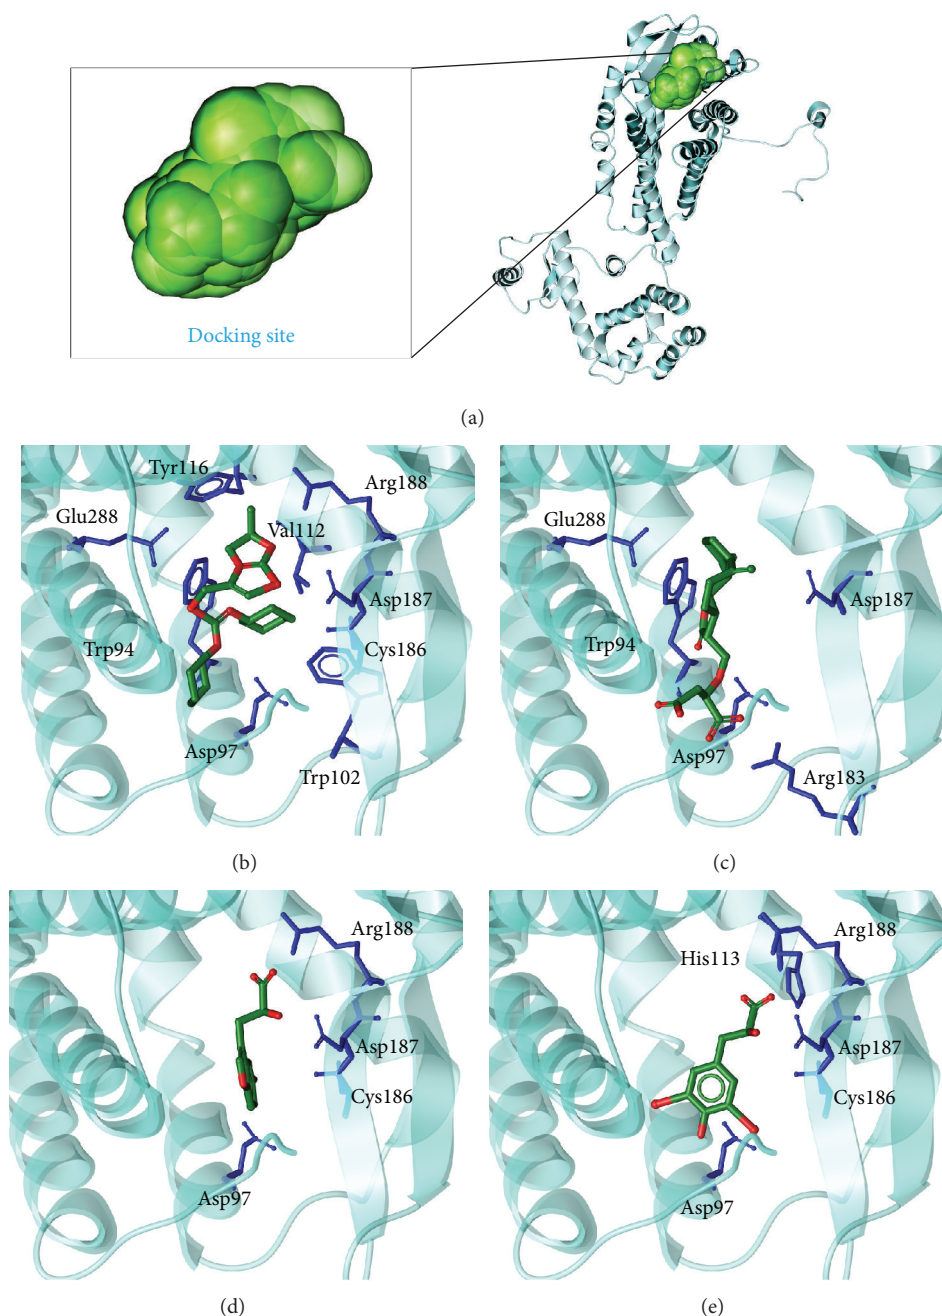 Docking site
(a)
Tyr116
Arg188
Glu288
Val112
Asp187
Trp94
Cys186
Asp97
Trp102
(b)
Glu288
Asp187
Trp94
Asp97
Arg183
(c)
Arg188
Asp187
Cys186
Asp97
(d)
Arg188
His113
Asp187
Cys186
Asp97
(e)